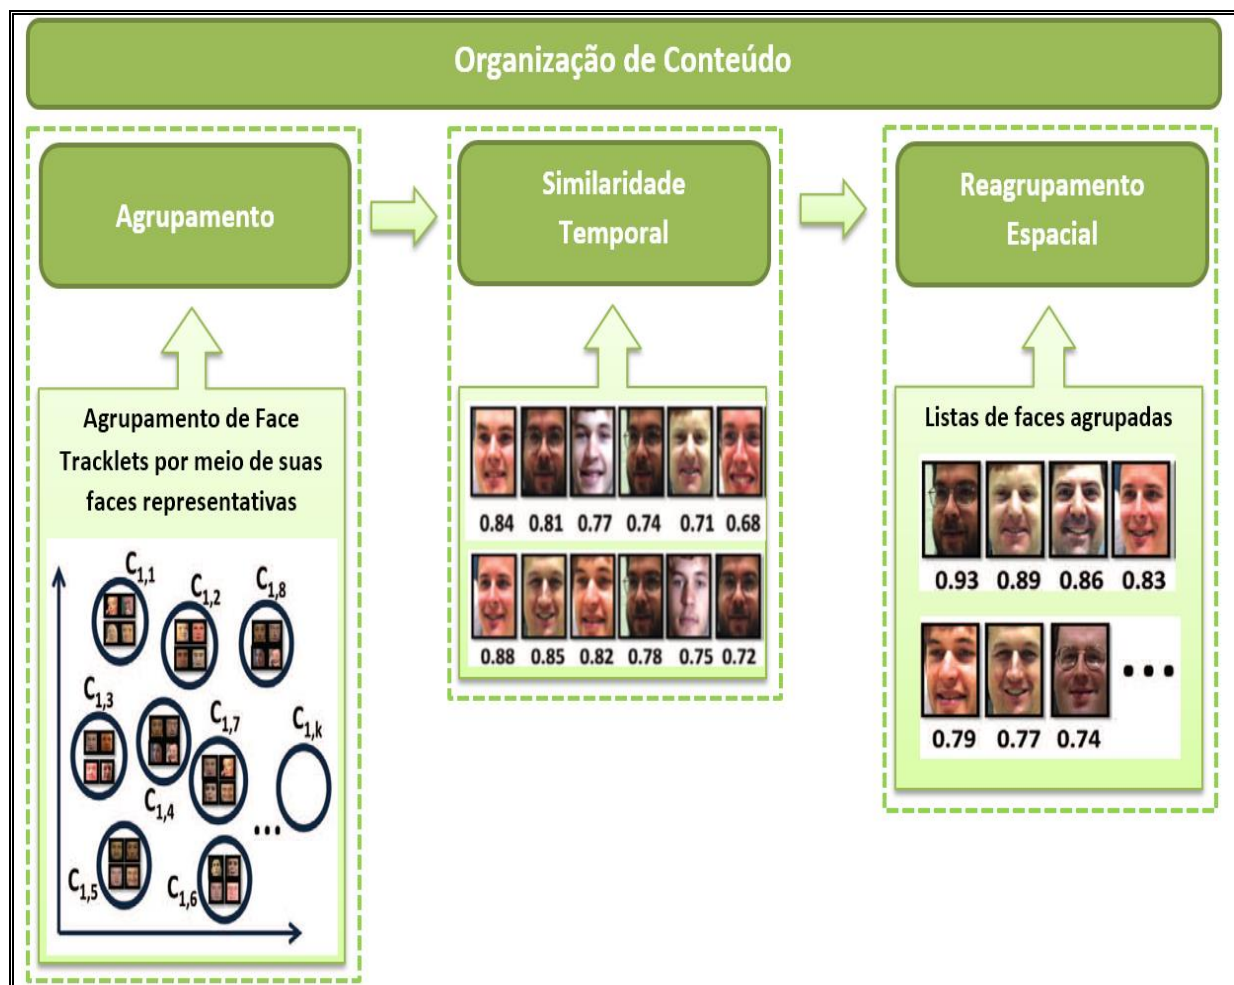 Organização de Conteúdo
Agrupamento
Similaridade
Temporal
Reagrupamento
Espacial
Agrupamento de Face
Tracklets por meio de suas
faces representativas
C1,1
C1,2
C1,8
C1,3
C1,7
C1,k
C1,4
...
C1,5
C1,6
0.84 0.81 0.77 0.74 0.71 0.68
0.88 0.85 0.82 0.78 0.75 0.72
Listas de faces agrupadas
0.93 0.89 0.86 0.83
...
0.79 0.77 0.74